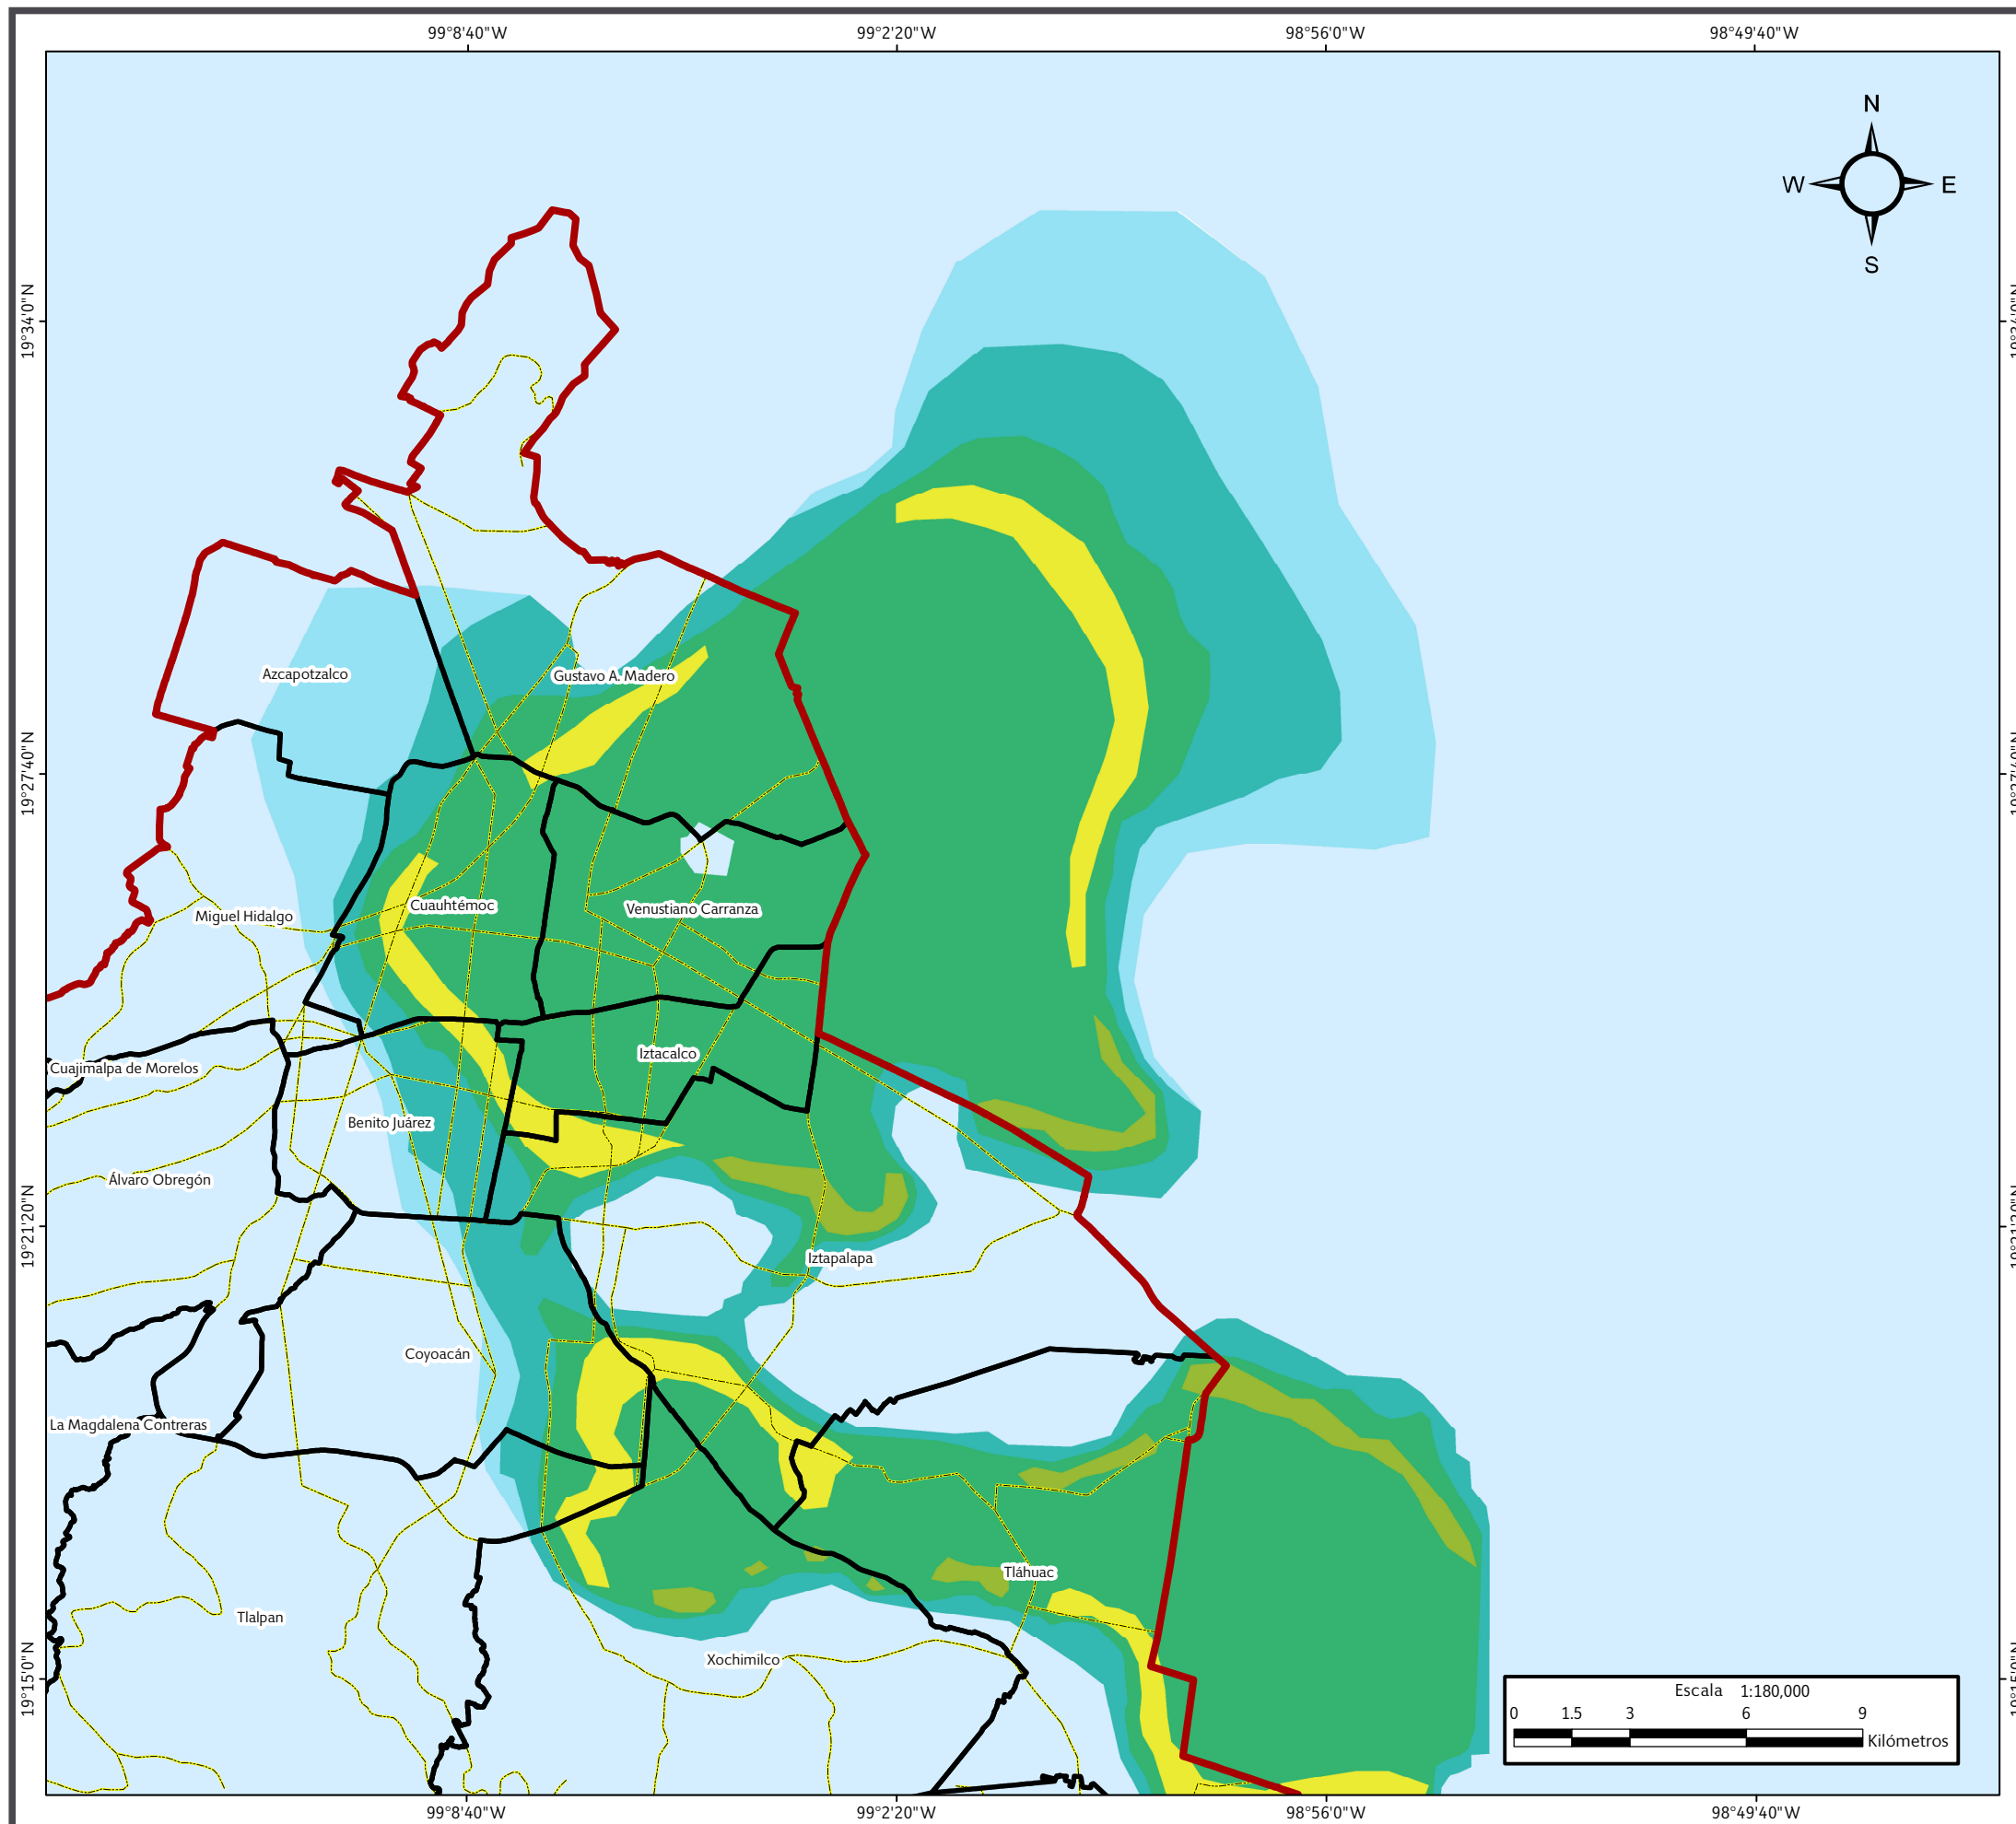 99°8'40"W
99°2'20"W
98°56'0"W
98°49'40"W
N
W
E
S
19°34'0"N
19°27'40"N
19°21'20"N
19°15'0"N
Azcapotzalco
Gustavo A. Madero
Miguel Hidalgo
Cuauhtémoc
Venustiano Carranza
Iztacalco
Cuajimalpa de Morelos
Benito Juárez
Álvaro Obregón
Iztapalapa
Coyoacán
La Magdalena Contreras
Tláhuac
Tlalpan
Xochimilco
Escala 1:180,000
0 1.5 3 6 9
Kilómetros
99°8'40"W
99°2'20"W
98°56'0"W
98°49'40"W